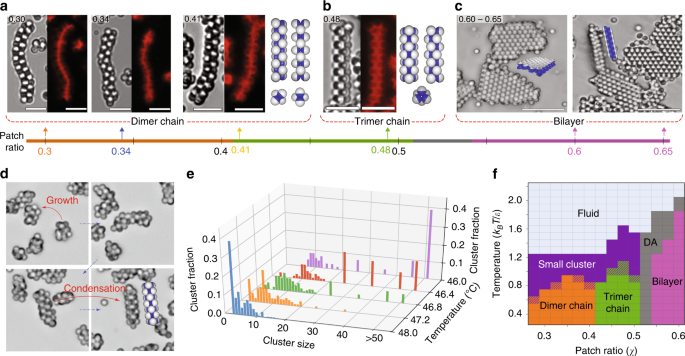 a
0.30
0.34
0.41
b
0.48
c
0.60 – 0.65
Dimer chain
Trimer chain
Bilayer
Patch ratio
0.3
0.34
0.4
0.41
0.48
0.5
0.6
0.65
d
Growth
Condensation
e
Cluster fraction
0.4
0.3
0.2
0.1
0.0
0
10
20
30
40
>50
Cluster size
48.0
47.2
46.4
46.0
Temperature (°C)
0.0
0.1
0.2
0.3
0.4
Cluster fraction
f
Temperature (kBT/ε)
2.0
1.6
1.2
0.8
0.4
Fluid
Small cluster
DA
Dimer chain
Trimer chain
Bilayer
0.3
0.4
0.5
0.6
Patch ratio (χ)